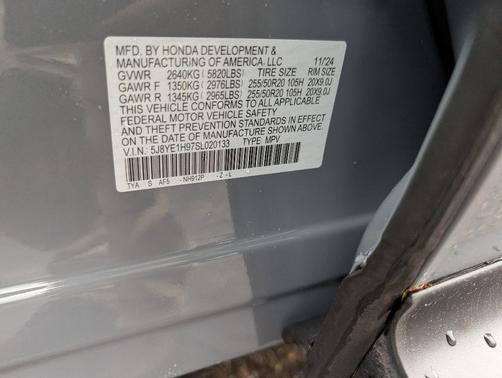 MFD. BY HONDA DEVELOPMENT &
MANUFACTURING OF AMERICA, LLC 11/24
GVWR 2640KG (5820LBS) TIRE SIZE RIM SIZE
GAWR F 1350KG (2976LBS) 255/50R20 105H 20X9.0J
GAWR R 1345KG (2965LBS) 255/50R20 105H 20X9.0J
THIS VEHICLE CONFORMS TO ALL APPLICABLE
FEDERAL MOTOR VEHICLE SAFETY
AND THEFT PREVENTION STANDARDS IN EFFECT
ON THE DATE OF MANUFACTURE SHOWN ABOVE.
V.I.N. 5J8YE1H97SL020133 TYPE MPV
TYA S AF5 -NH912P -Z -L